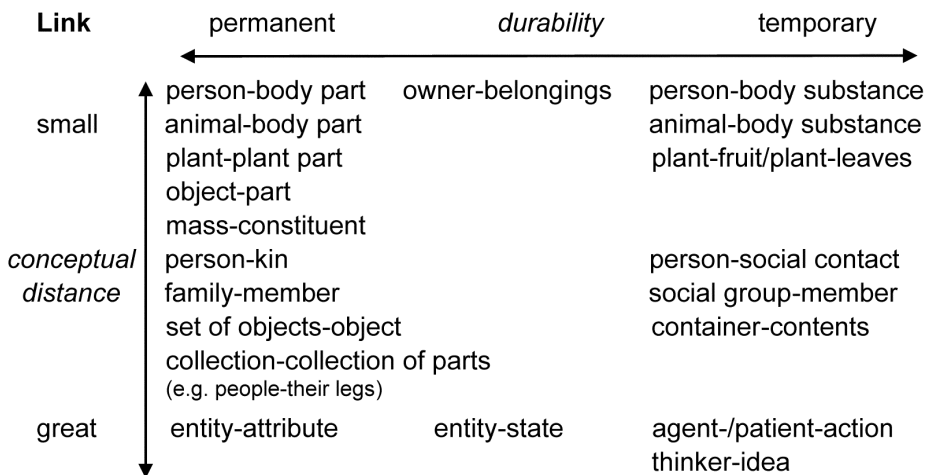 Link permanent durability temporary
person-body part owner-belongings person-body substance
small animal-body part animal-body substance
plant-plant part plant-fruit/plant-leaves
object-part
mass-constituent
conceptual person-kin person-social contact
distance family-member social group-member
set of objects-object container-contents
collection-collection of parts
(e.g. people-their legs)
great entity-attribute entity-state agent-/patient-action
thinker-idea